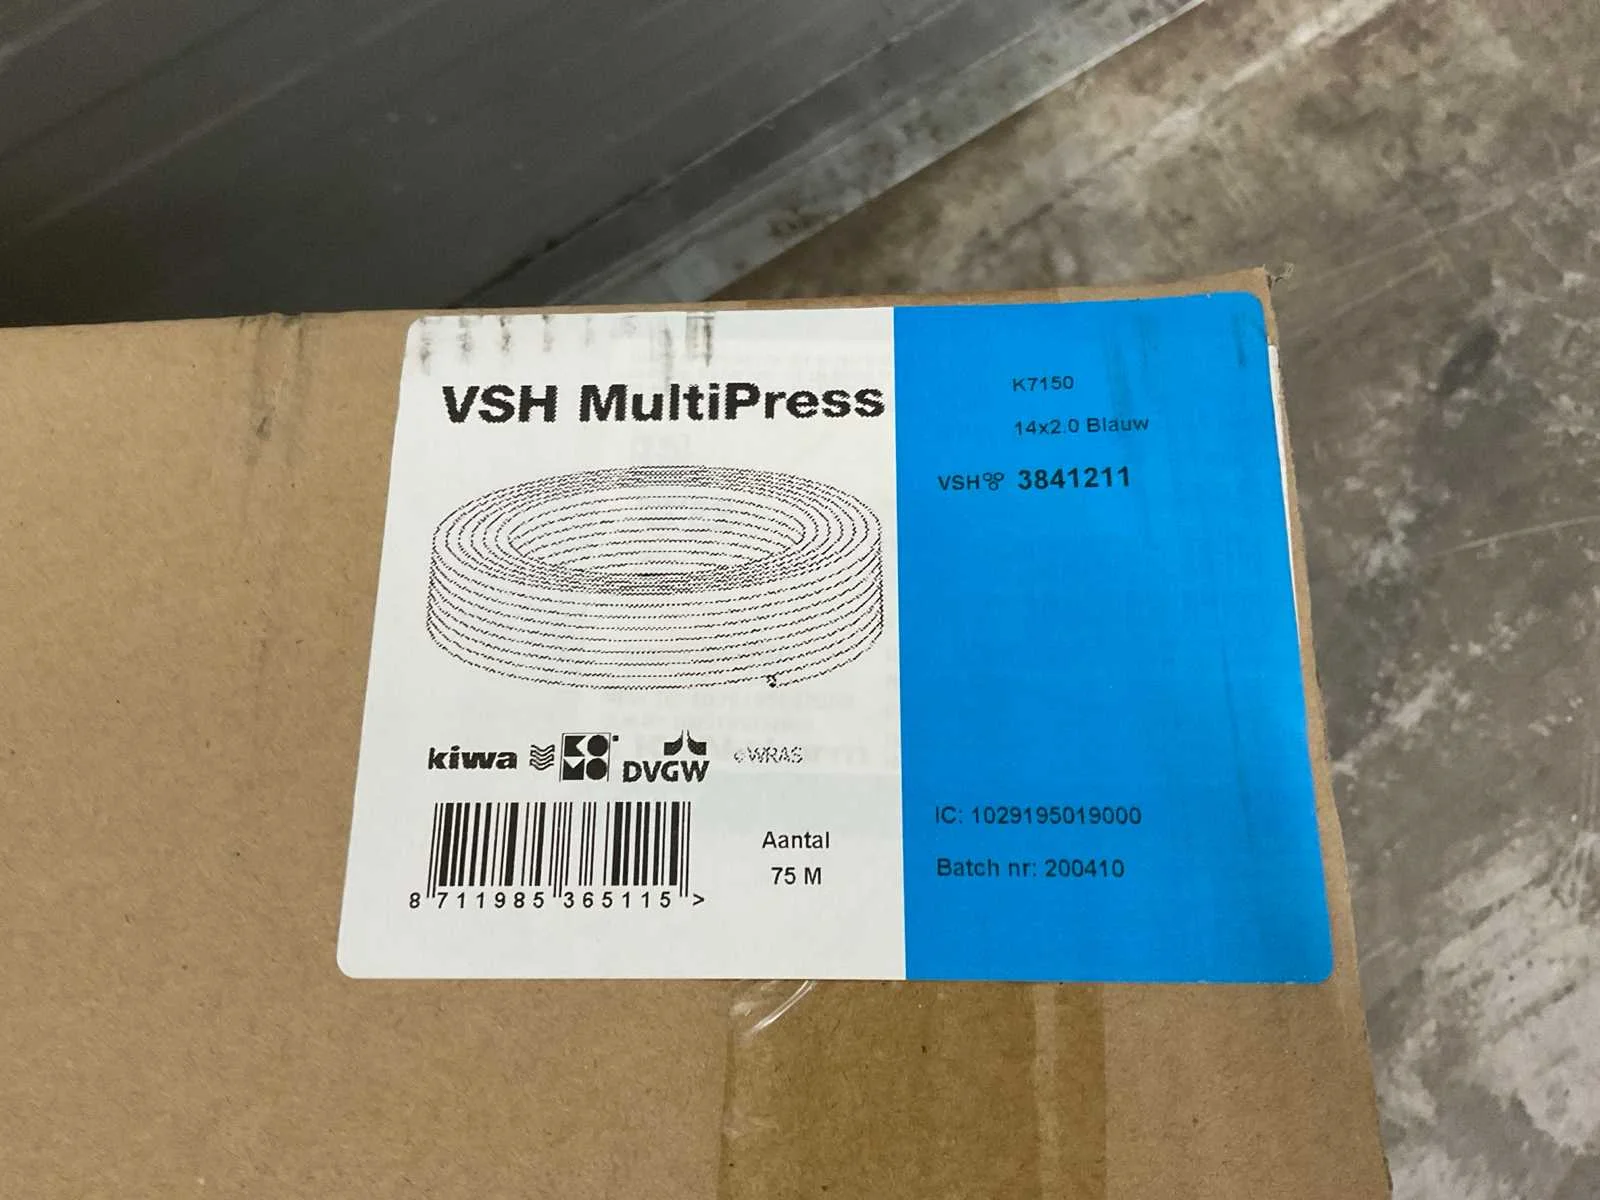 VSH MultiPress
kiwa
KOMO
DVGW
WRAS
8 711985 365115 >
Aantal
75 M
K7150
14x2.0 Blauw
VSH 3841211
IC: 1029195019000
Batch nr: 200410